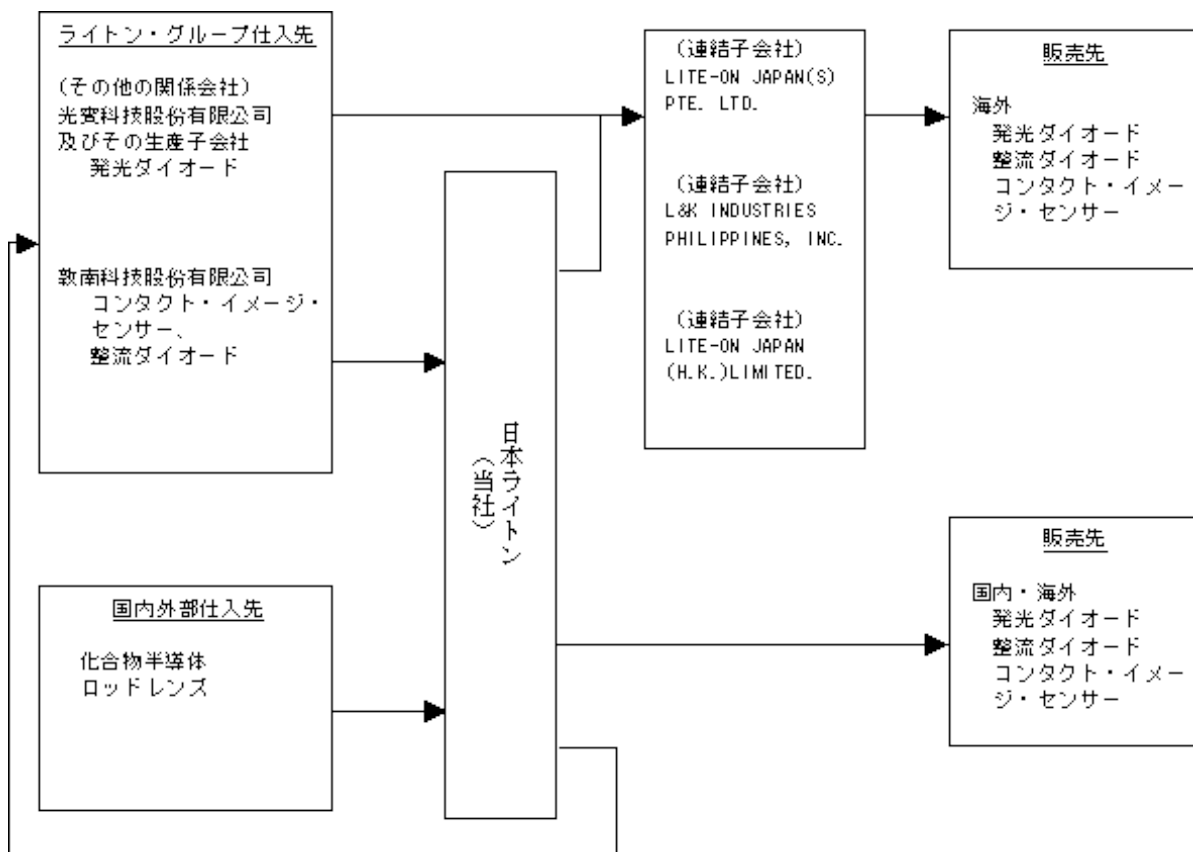 ライトン・グループ仕入先
(その他の関係会社)
光寳科技股份有限公司
及びその生産子会社
発光ダイオード
敦南科技股份有限公司
コンタクト・イメージ・
センサー、
整流ダイオード
国内外部仕入先
化合物半導体
ロッドレンズ
日本ライトン
(当社)
(連結子会社)
LITE-ON JAPAN(S)
PTE. LTD.
(連結子会社)
L&K INDUSTRIES
PHILIPPINES, INC.
(連結子会社)
LITE-ON JAPAN
(H.K.)LIMITED.
販売先
海外
発光ダイオード
整流ダイオード
コンタクト・イメー
ジ・センサー
販売先
国内・海外
発光ダイオード
整流ダイオード
コンタクト・イメー
ジ・センサー